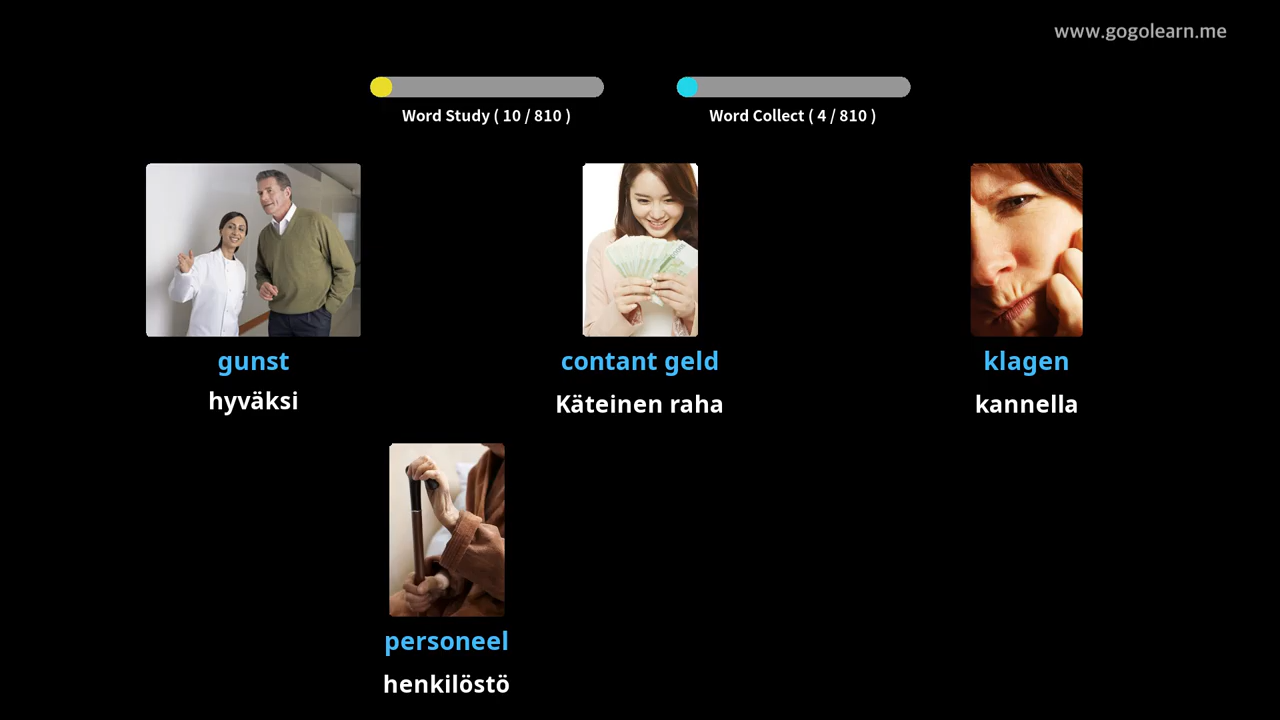 www.gogolearn.me
Word Study ( 10 / 810 )
Word Collect ( 4 / 810 )
gunst
hyväksi
contant geld
Käteinen raha
klagen
kannella
personeel
henkilöstö